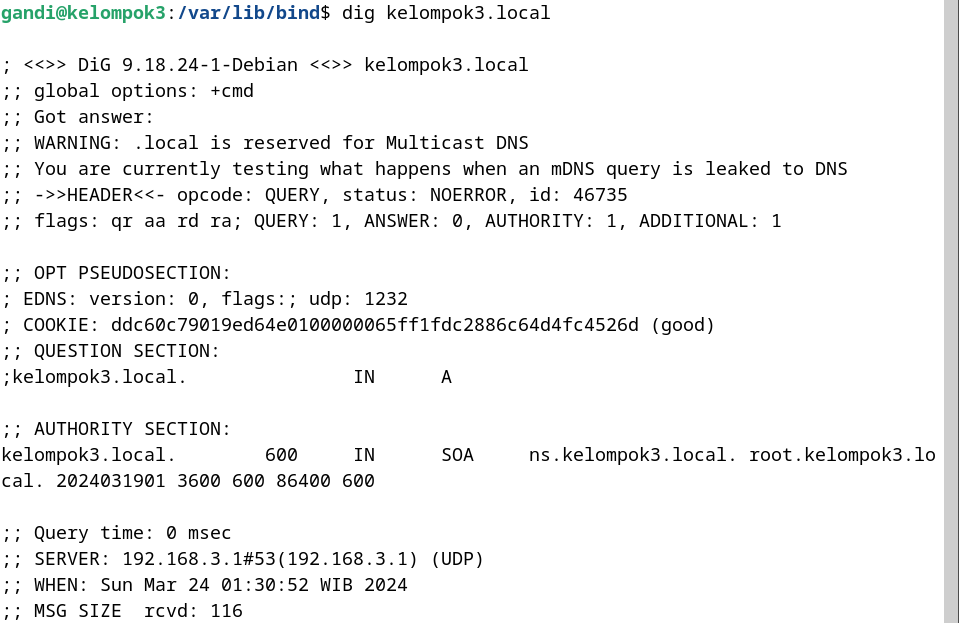 gandi@kelompok3:/var/lib/bind$ dig kelompok3.local
; <<>> DiG 9.18.24-1-Debian <<>> kelompok3.local
;; global options: +cmd
;; Got answer:
;; WARNING: .local is reserved for Multicast DNS
;; You are currently testing what happens when an mDNS query is leaked to DNS
;; ->>HEADER<<- opcode: QUERY, status: NOERROR, id: 46735
;; flags: qr aa rd ra; QUERY: 1, ANSWER: 0, AUTHORITY: 1, ADDITIONAL: 1
;; OPT PSEUDOSECTION:
; EDNS: version: 0, flags:; udp: 1232
; COOKIE: ddc60c79019ed64e0100000065ff1fdc2886c64d4fc4526d (good)
;; QUESTION SECTION:
;kelompok3.local. IN A
;; AUTHORITY SECTION:
kelompok3.local. 600 IN SOA ns.kelompok3.local. root.kelompok3.lo
cal. 2024031901 3600 600 86400 600
;; Query time: 0 msec
;; SERVER: 192.168.3.1#53(192.168.3.1) (UDP)
;; WHEN: Sun Mar 24 01:30:52 WIB 2024
;; MSG SIZE rcvd: 116